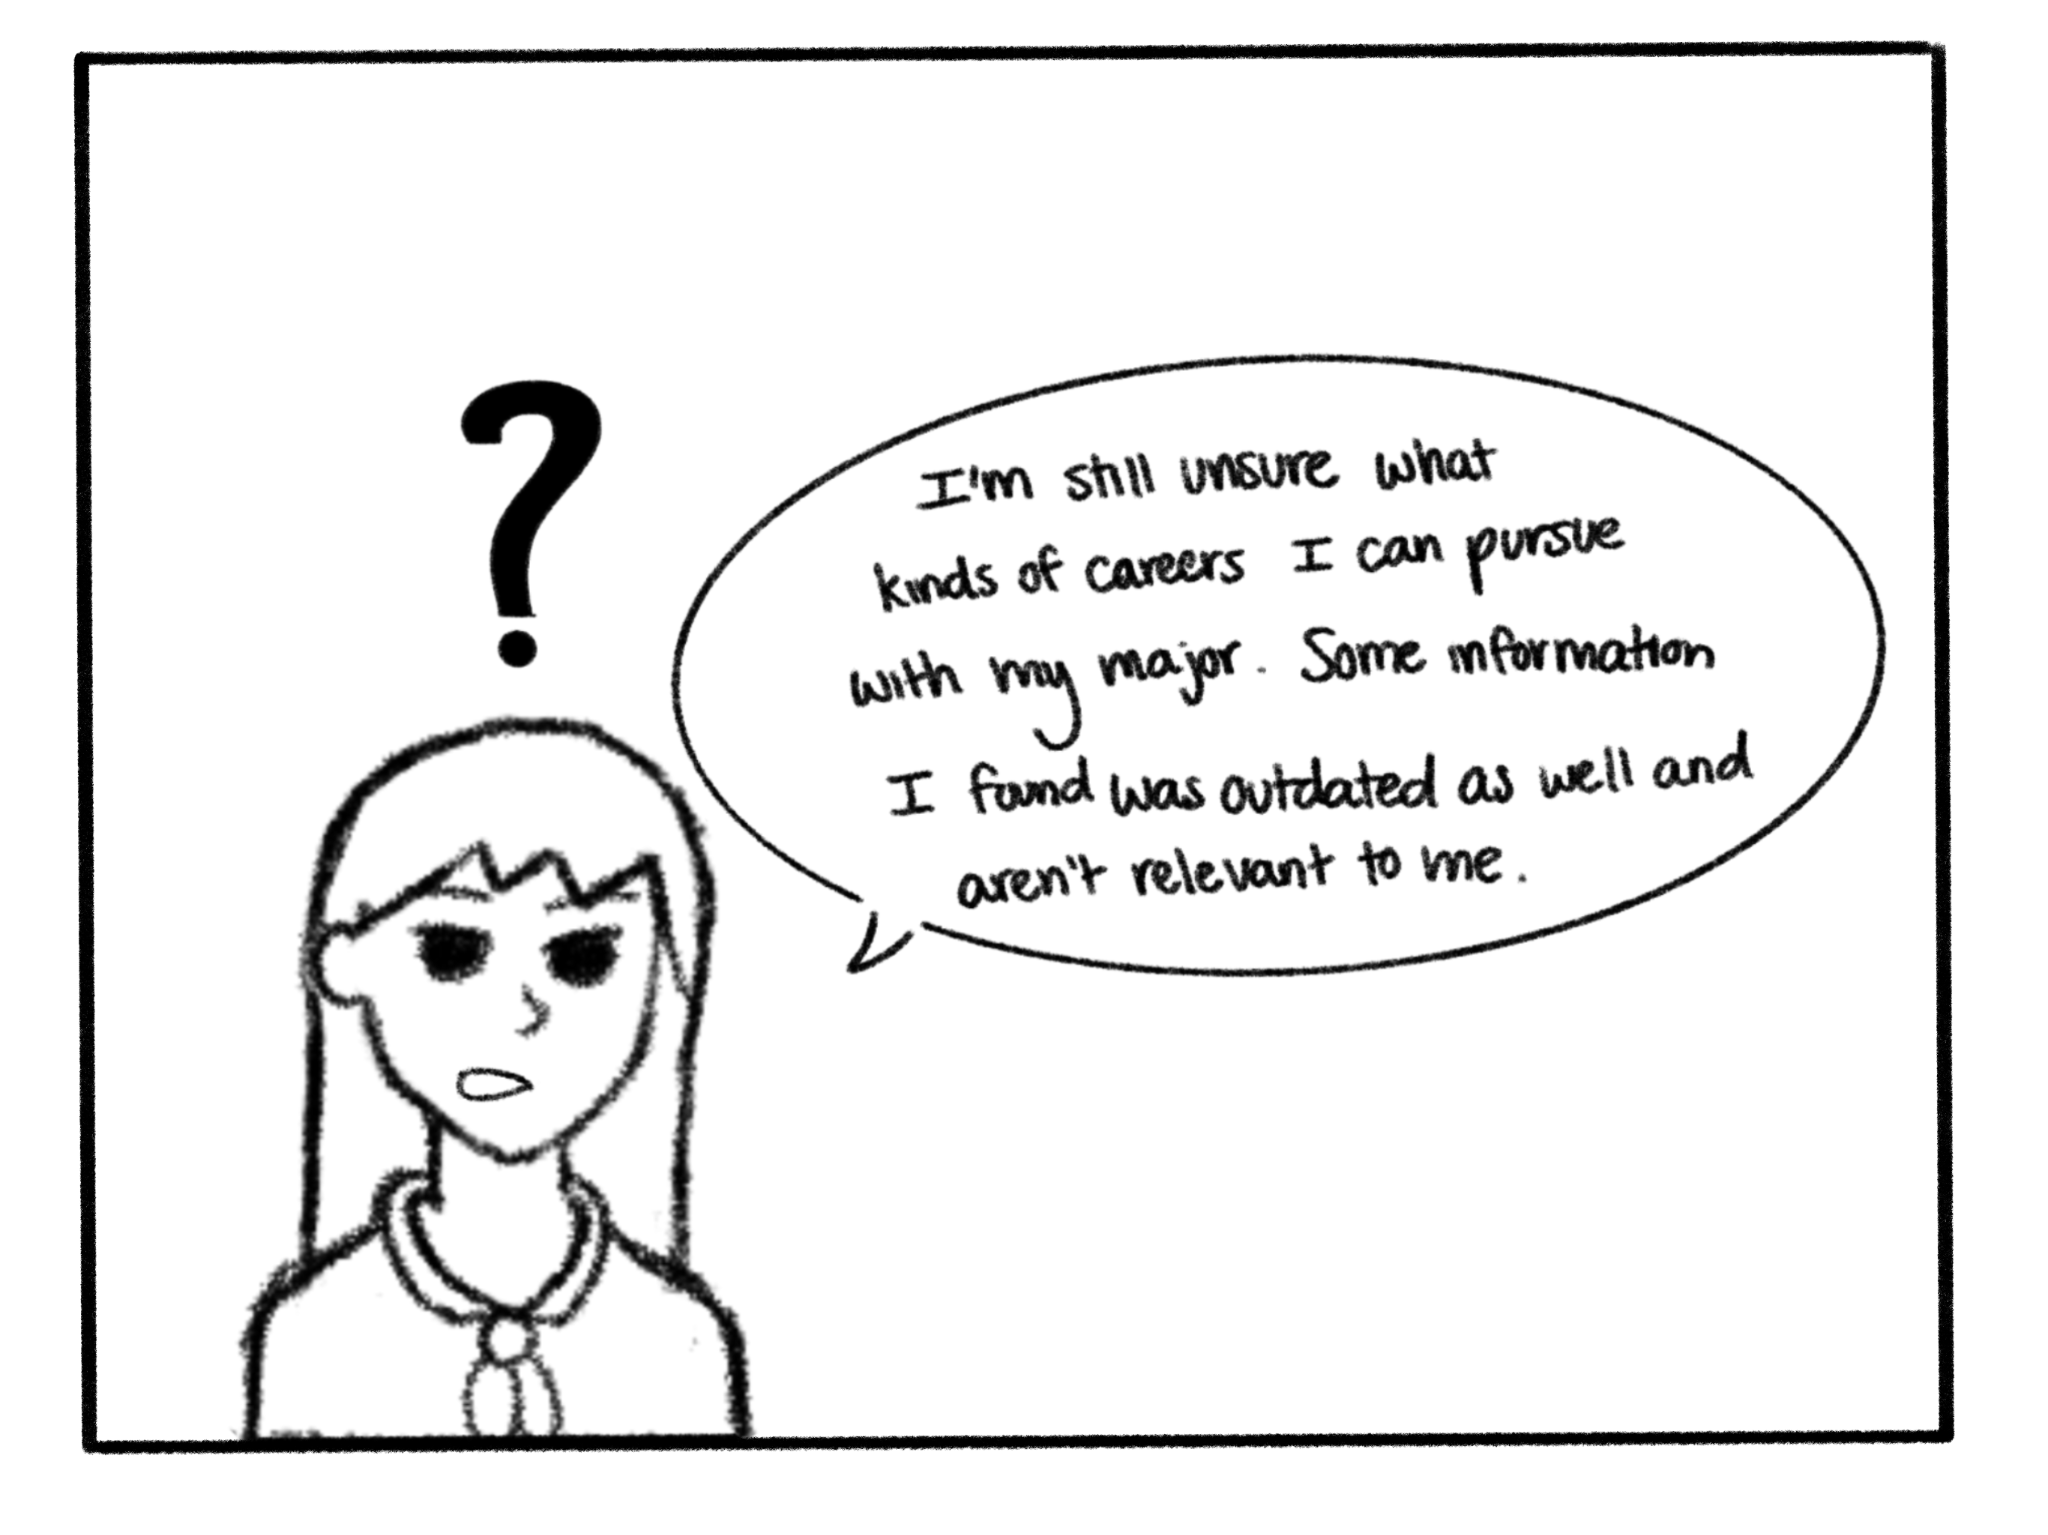 ?
I'm still unsure what
kinds of careers I can pursue
with my major. Some information
I found was outdated as well and
aren't relevant to me.